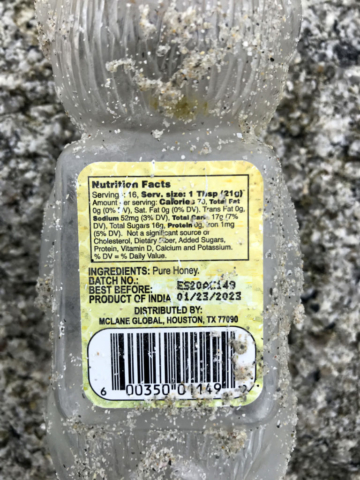 Nutrition Facts
16, Serv. size: 1 Tbsp (21g)
Amount per serving: Calories 70, Total Fat
0g (0% DV), Sat. Fat 0g (0% DV), Trans Fat 0g,
Sodium 52mg (3% DV), Total Carb. 17g (7%
DV), Total Sugars 16g, Protein 0g, Iron 1mg
(5% DV). Not a significant source of
Cholesterol, Dietary Fiber, Added Sugars,
Protein, Vitamin D, Calcium and Potassium.
% DV = % Daily Value.
INGREDIENTS: Pure Honey.
BATCH NO.:
BEST BEFORE: 149
PRODUCT OF INDIA 01/23/2023
DISTRIBUTED BY:
MCLANE GLOBAL, HOUSTON, TX 77090
6 00350 01149